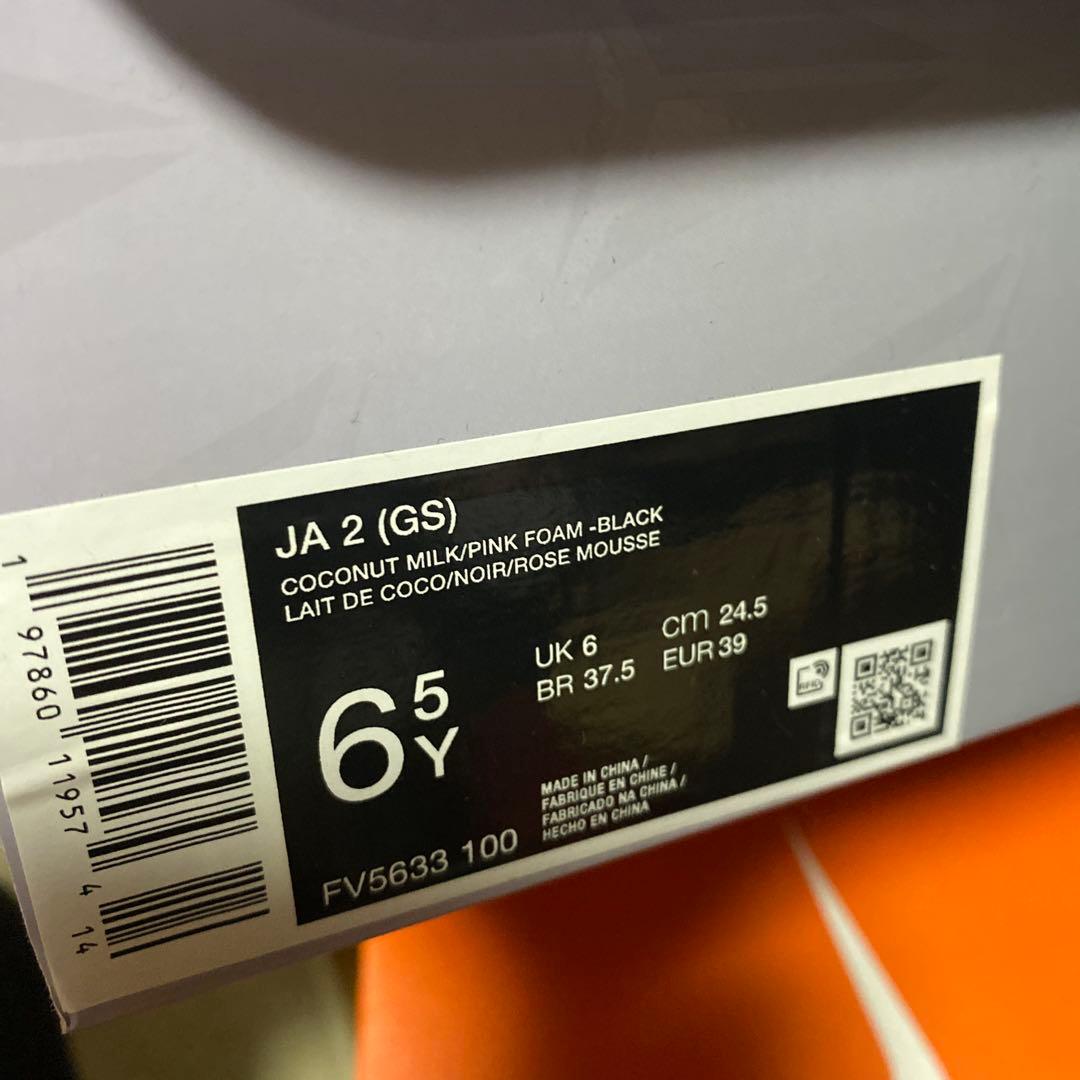 JA 2 (GS)
COCONUT MILK/PINK FOAM -BLACK
LAIT DE COCO/NOIR/ROSE MOUSSE
6 5 Y
UK 6
BR 37.5
cm 24.5
EUR 39
RFID
MADE IN CHINA /
FABRIQUE EN CHINE /
FABRICADO NA CHINA /
HECHO EN CHINA
FV5633 100
1 97860 11957 4 14